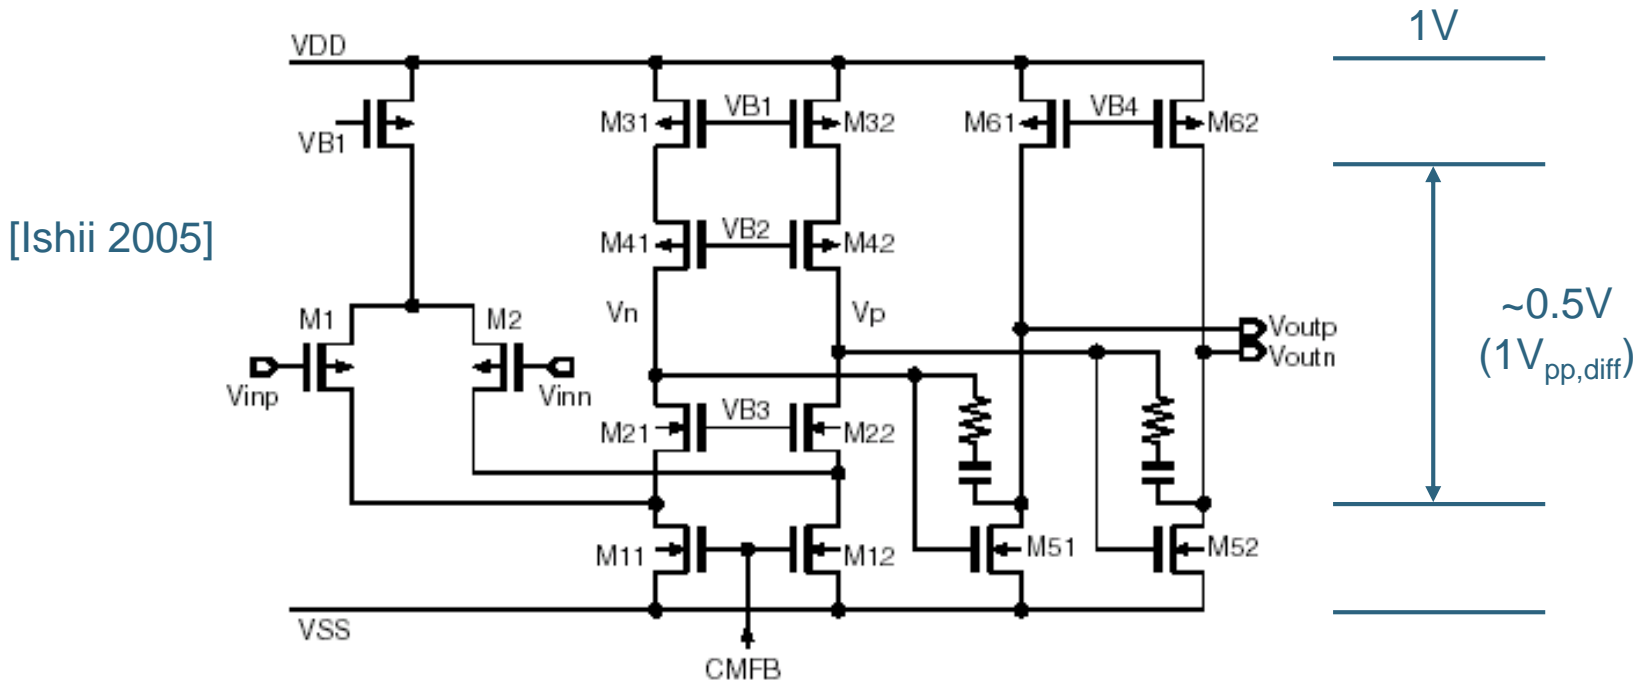 1V
VDD
VB1
M31
VB1
M32
M61
VB4
M62
[Ishii 2005]
M41
VB2
M42
M1
M2
Vn
Vp
~0.5V
(1Vpp,diff)
Voutp
Voutn
Vinp
Vinn
M21
VB3
M22
M11
M12
M51
M52
VSS
CMFB